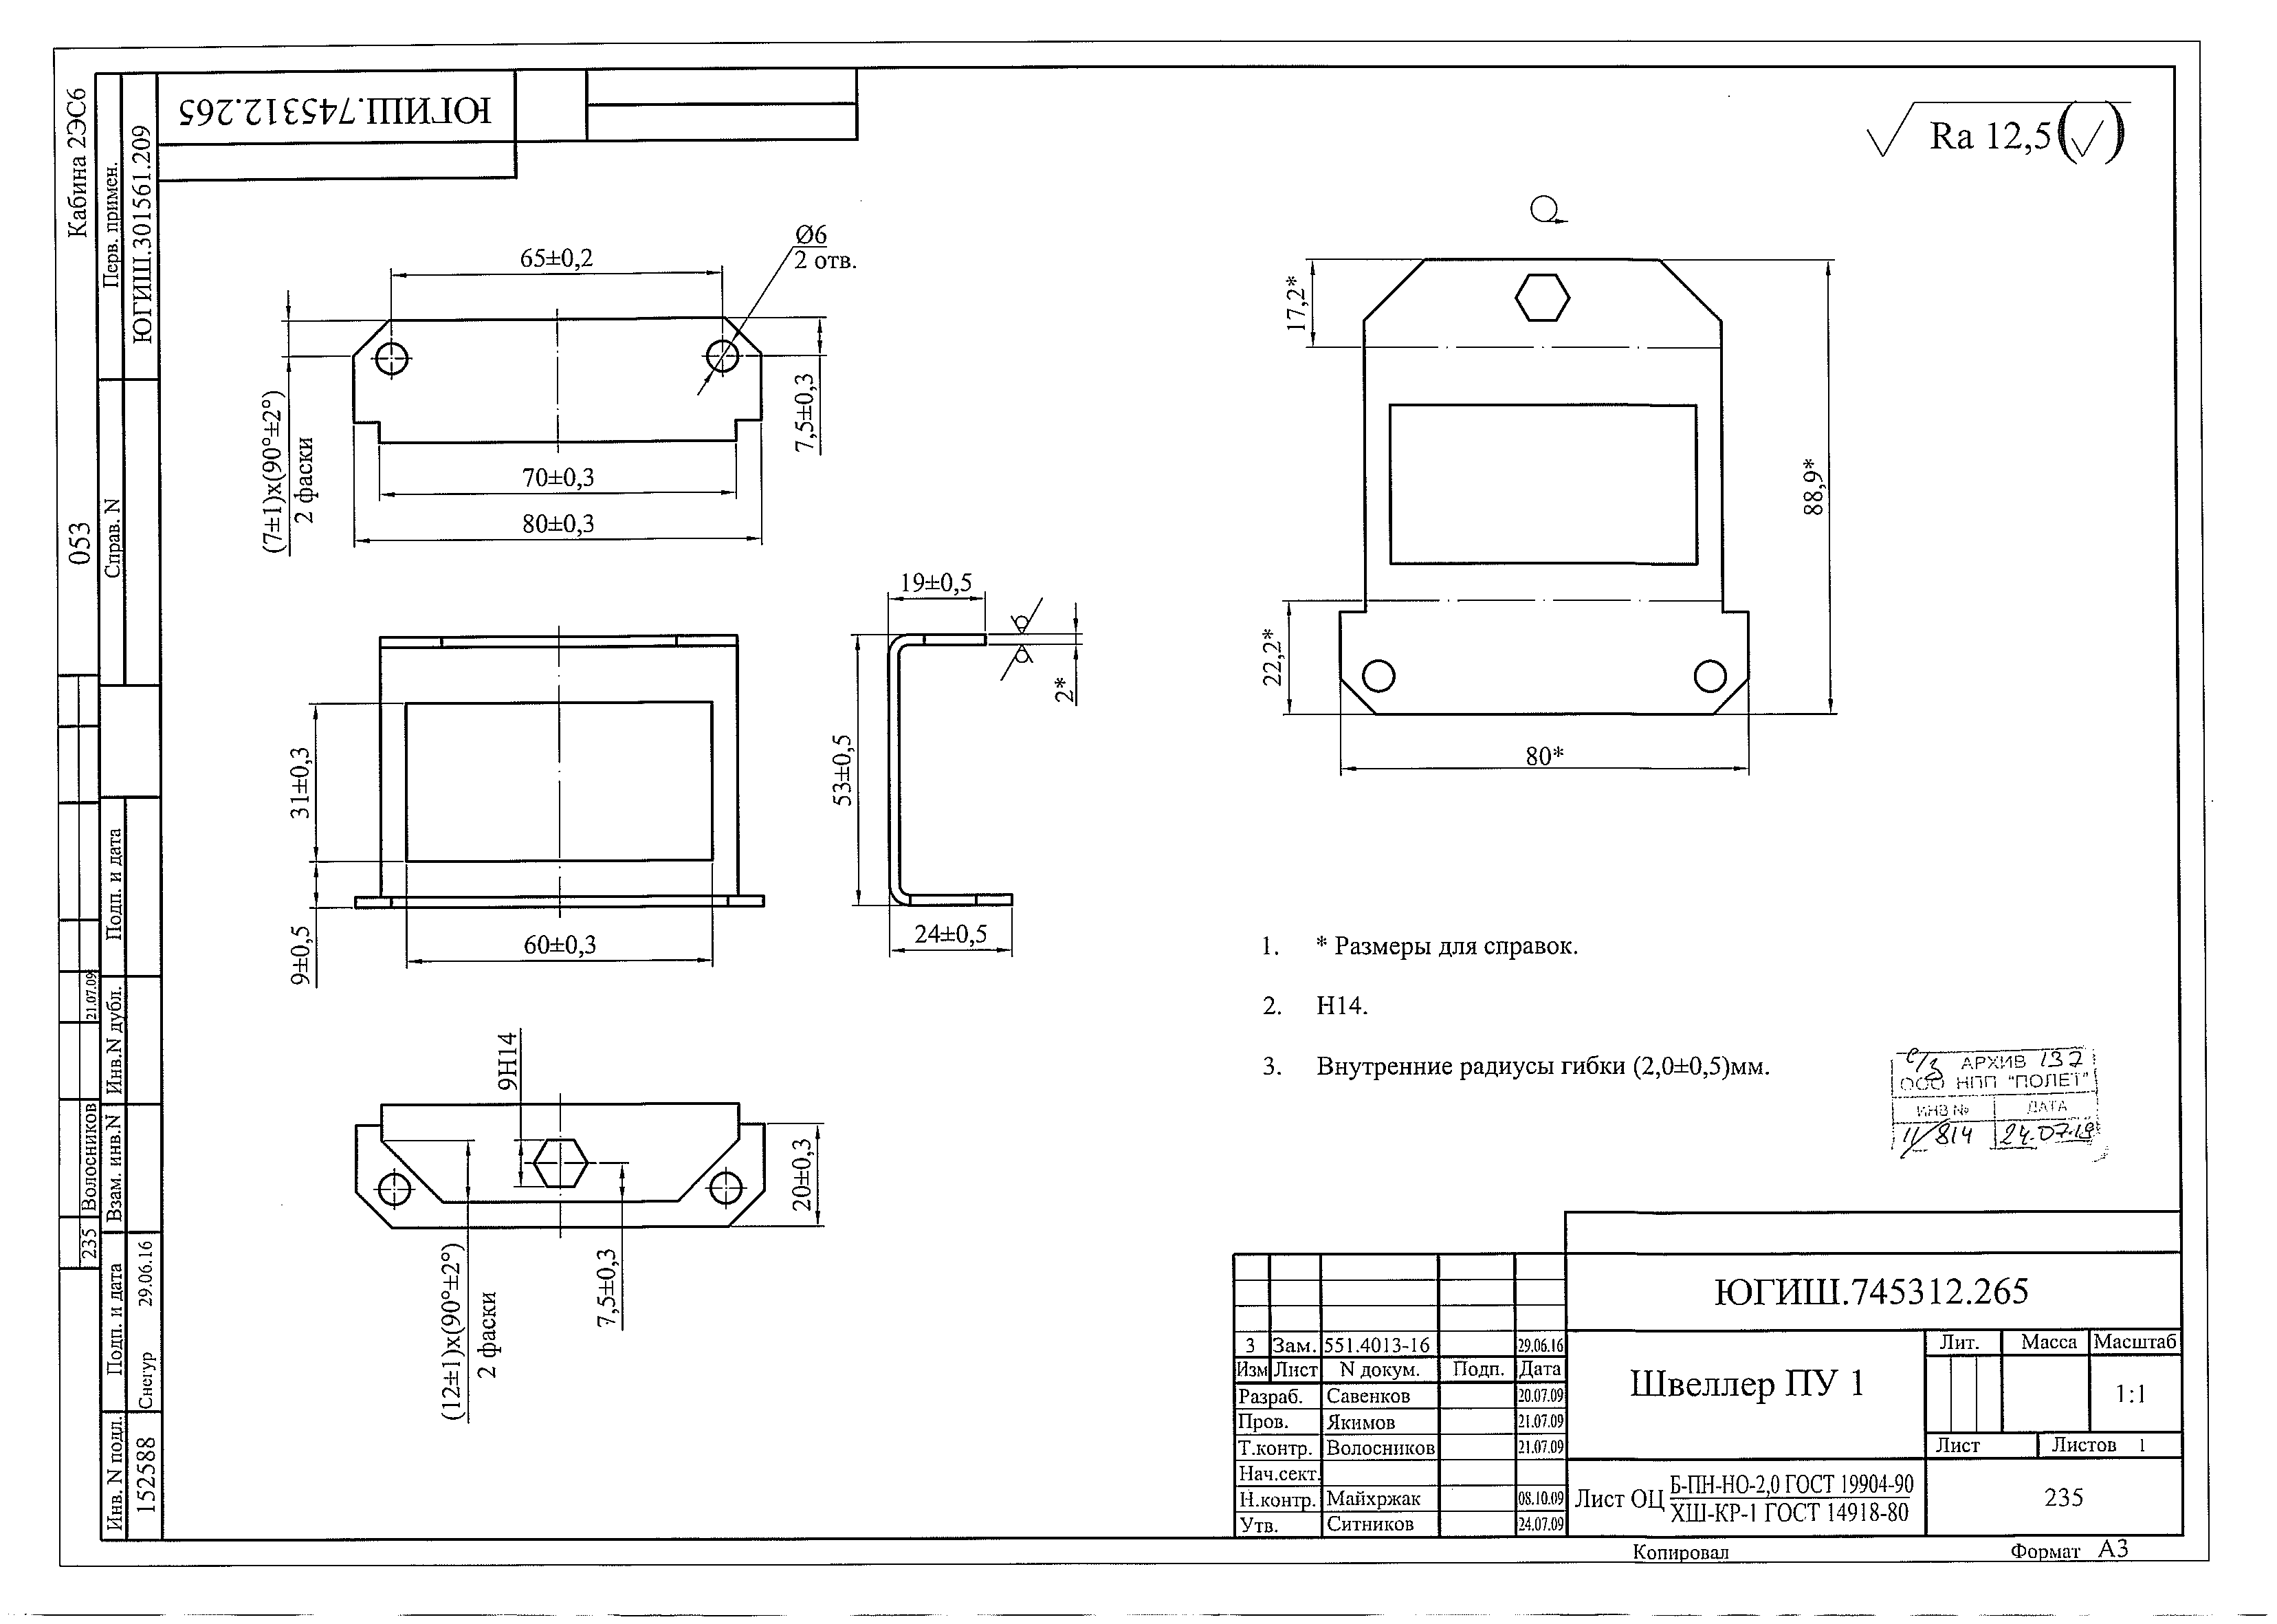 Кабина 2ЭС6
053
Перв. примен.
ЮГИШ.301561.209
Справ. N
ЮГИШ.745312.265
Ra 12,5
65±0,2
Ø6
2 отв.
(7±1)x(90°±2°)
2 фаски
7,5±0,3
70±0,3
80±0,3
17,2*
88,9*
22,2*
80*
19±0,5
2*
53±0,5
24±0,5
31±0,3
9±0,5
60±0,3
9H14
20±0,3
(12±1)x(90°±2°)
2 фаски
7,5±0,3
1. * Размеры для справок.
2. H14.
3. Внутренние радиусы гибки (2,0±0,5)мм.
АРХИВ 137
ООО НПП "ПОЛЕТ"
ИНВ № ДАТА
11/814 24.07.19
Подп. и дата
21.07.09
Инв.N дубл.
Волосников
Взам. инв.N
235
Подп. и дата
Снегур 29.06.16
Инв. N подл.
152588
ЮГИШ.745312.265
3 Зам. 551.4013-16 29.06.16
Изм Лист N докум. Подп. Дата
Разраб. Савенков 20.07.09
Пров. Якимов 21.07.09
Т.контр. Волосников 21.07.09
Нач.сект.
Н.контр. Майхржак 08.10.09
Утв. Ситников 24.07.09
Швеллер ПУ 1
Лит. Масса Масштаб
1:1
Лист Листов 1
Лист ОЦ Б-ПН-НО-2,0 ГОСТ 19904-90
ХШ-КР-1 ГОСТ 14918-80
235
Копировал Формат А3